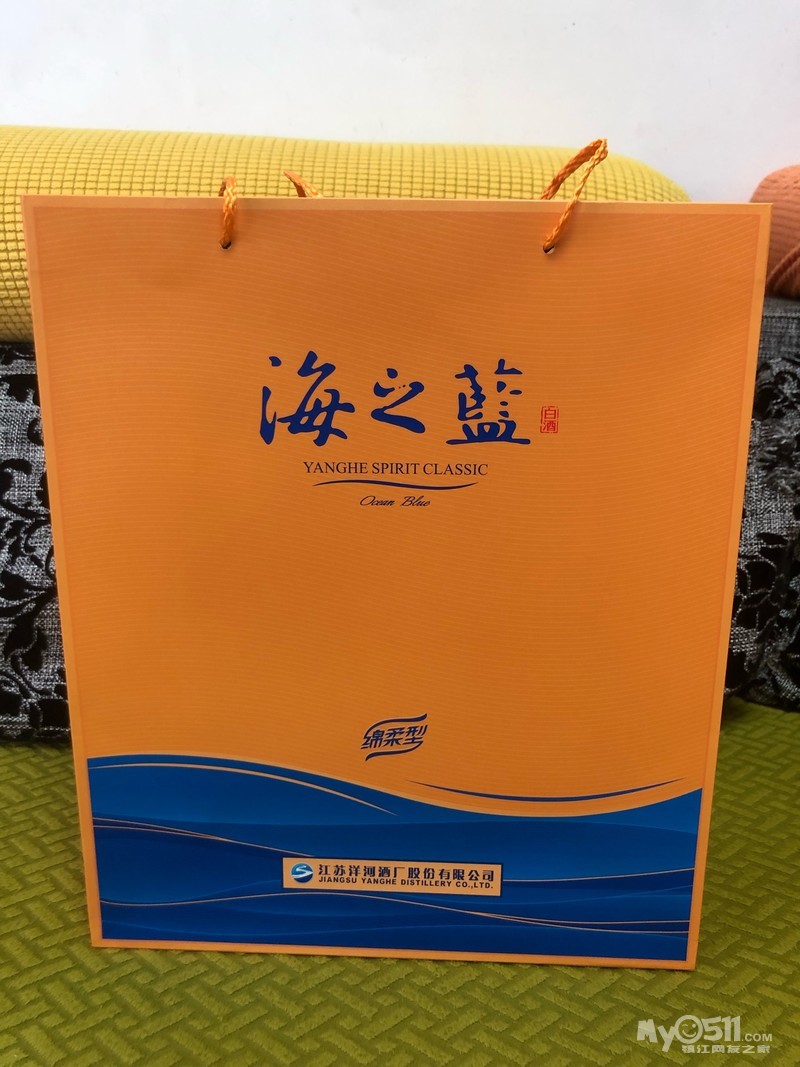 海之藍
白酒
YANGHE SPIRIT CLASSIC
Ocean Blue
绵柔型
江苏洋河酒厂股份有限公司
JIANGSU YANGHE DISTILLERY CO.,LTD.
My0511.COM
镇江网友之家